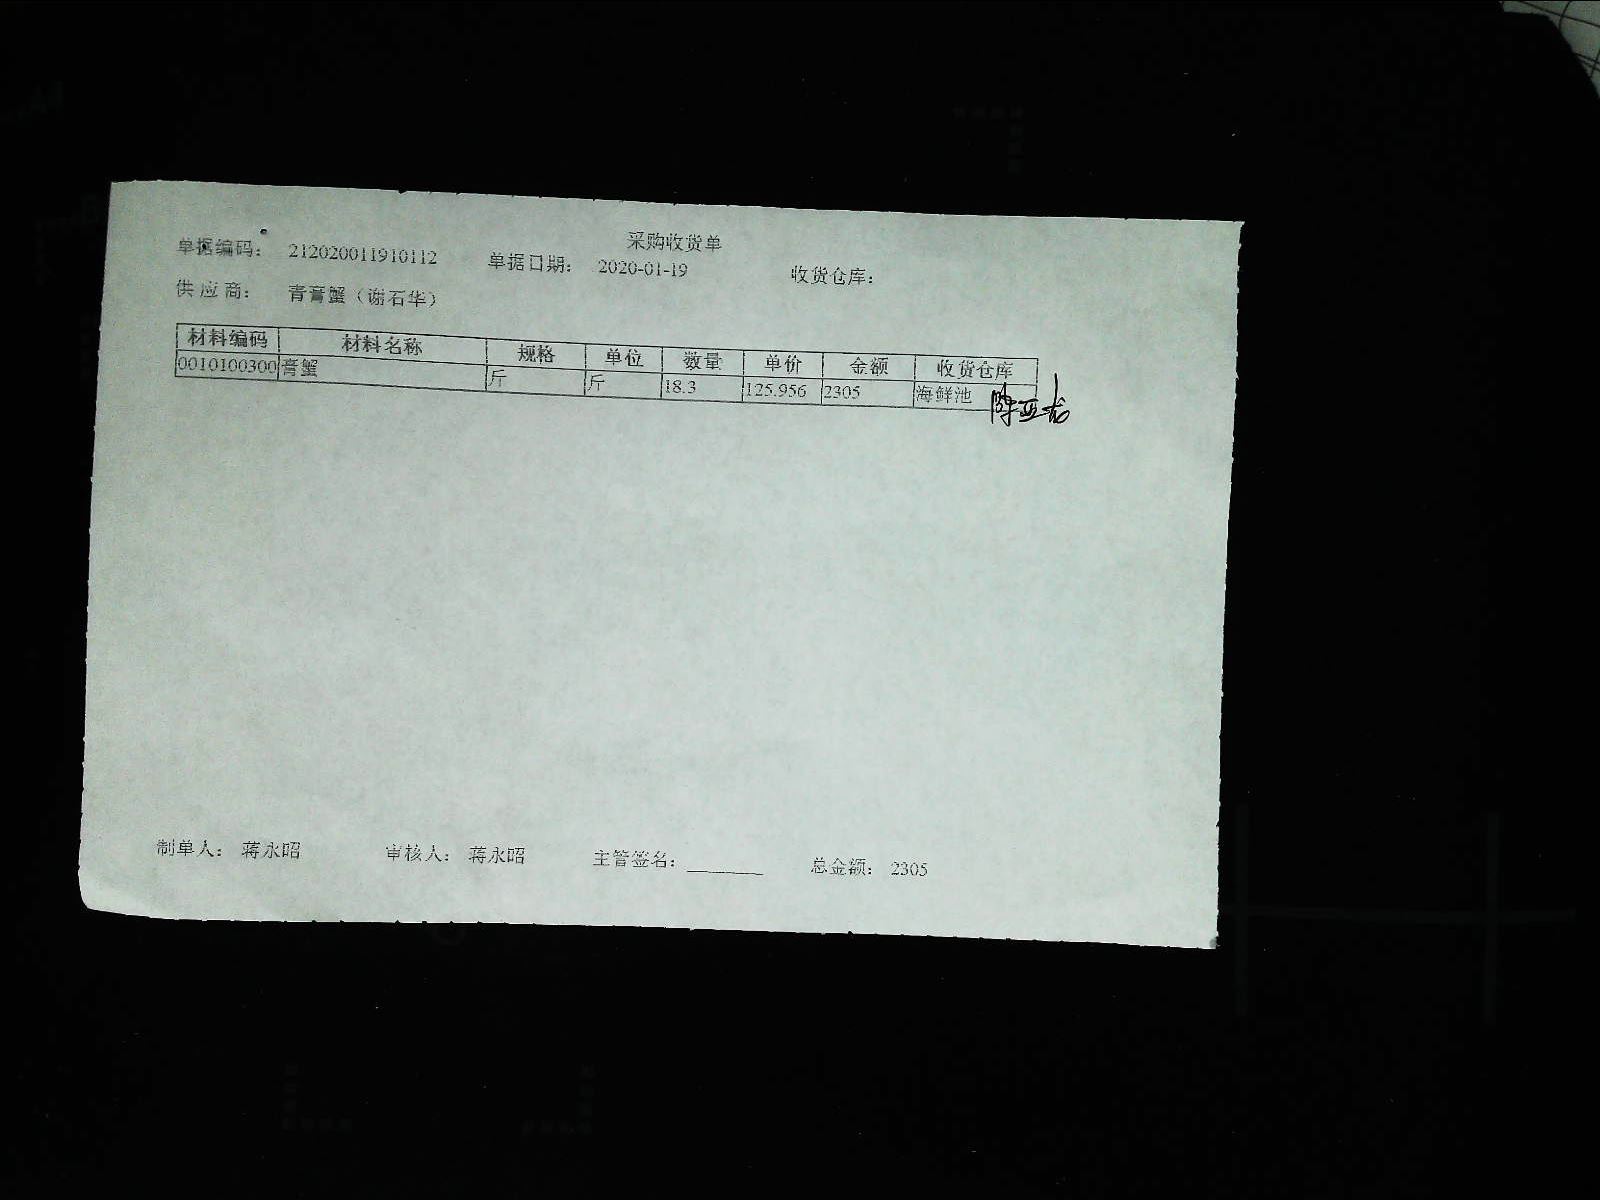 采购收货单
单据编码: 212020011910112 单据日期: 2020-01-19 收货仓库:
供应商: 青膏蟹（谢石华）
材料编码 材料名称 规格 单位 数量 单价 金额 收货仓库
0010100300 青蟹 斤 斤 18.3 125.956 2305 海鲜池
制单人: 蒋永昭 审核人: 蒋永昭 主管签名: ________ 总金额: 2305